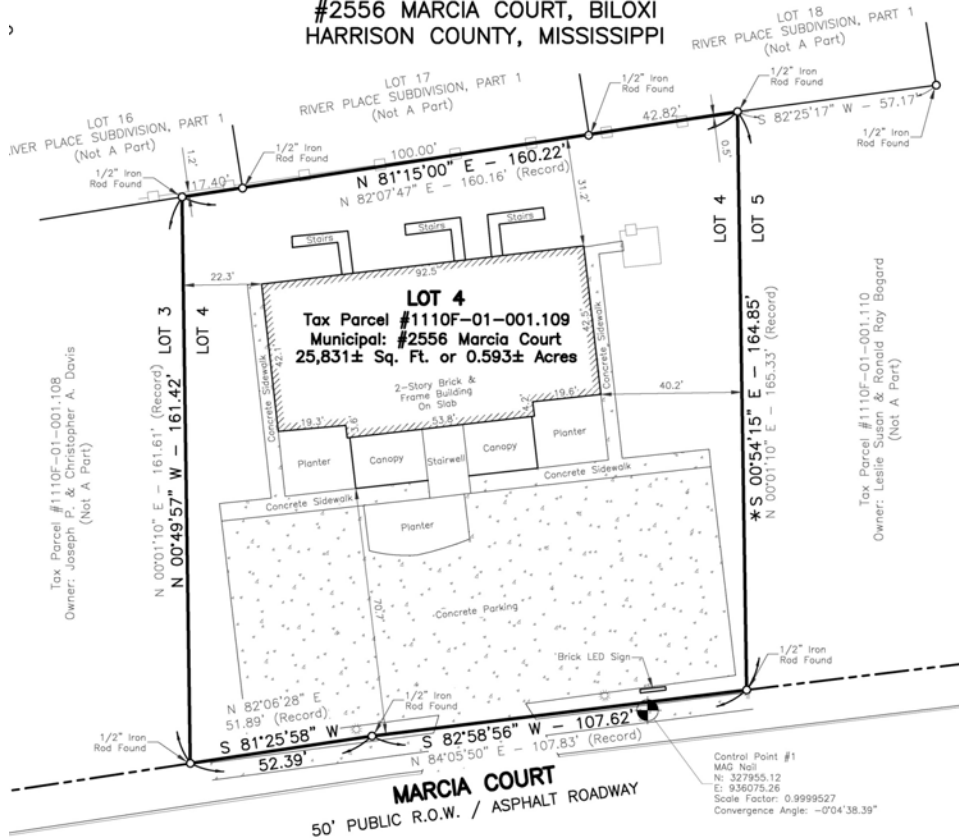 #2556 MARCIA COURT, BILOXI
HARRISON COUNTY, MISSISSIPPI
LOT 18
RIVER PLACE SUBDIVISION, PART 1
(Not A Part)
LOT 17
RIVER PLACE SUBDIVISION, PART 1
(Not A Part)
LOT 16
IVER PLACE SUBDIVISION, PART 1
(Not A Part)
1/2" Iron
Rod Found
1/2" Iron
Rod Found
1/2" Iron
Rod Found
1/2" Iron
Rod Found
1/2" Iron
Rod Found
S 82°25'17" W - 57.17'
42.82'
0.5'
100.00'
N 81°15'00" E - 160.22'
N 82°07'47" E - 160.16' (Record)
17.40'
1.2'
31.2'
Stairs
Stairs
Stairs
22.3'
92.5'
LOT 3
LOT 4
LOT 4
LOT 5
LOT 4
Tax Parcel #1110F-01-001.109
Municipal: #2556 Marcia Court
25,831± Sq. Ft. or 0.593± Acres
2-Story Brick &
Frame Building
On Slab
42.1'
42.5'
Concrete Sidewalk
Concrete Sidewalk
40.2'
19.3'
3.6'
53.8'
4.2'
19.6'
Planter
Canopy
Stairwell
Canopy
Planter
Concrete Sidewalk
Concrete Sidewalk
Planter
70.7'
Concrete Parking
Brick LED Sign
Tax Parcel #1110F-01-001.108
Owner: Joseph P. & Christopher A. Davis
(Not A Part)
N 00°01'10" E - 161.61' (Record)
N 00°49'57" W - 161.42'
*S 00°54'15" E - 164.85'
N 00°01'10" E - 165.33' (Record)
Tax Parcel #1110F-01-001.110
Owner: Leslie Susan & Ronald Ray Bogard
(Not A Part)
1/2" Iron
Rod Found
1/2" Iron
Rod Found
1/2" Iron
Rod Found
N 82°06'28" E
51.89' (Record)
S 81°25'58" W
52.39'
S 82°58'56" W - 107.62'
N 84°05'50" E - 107.83' (Record)
MARCIA COURT
50' PUBLIC R.O.W. / ASPHALT ROADWAY
Control Point #1
MAG Nail
N: 327955.12
E: 936075.26
Scale Factor: 0.9999527
Convergence Angle: -0°04'38.39"